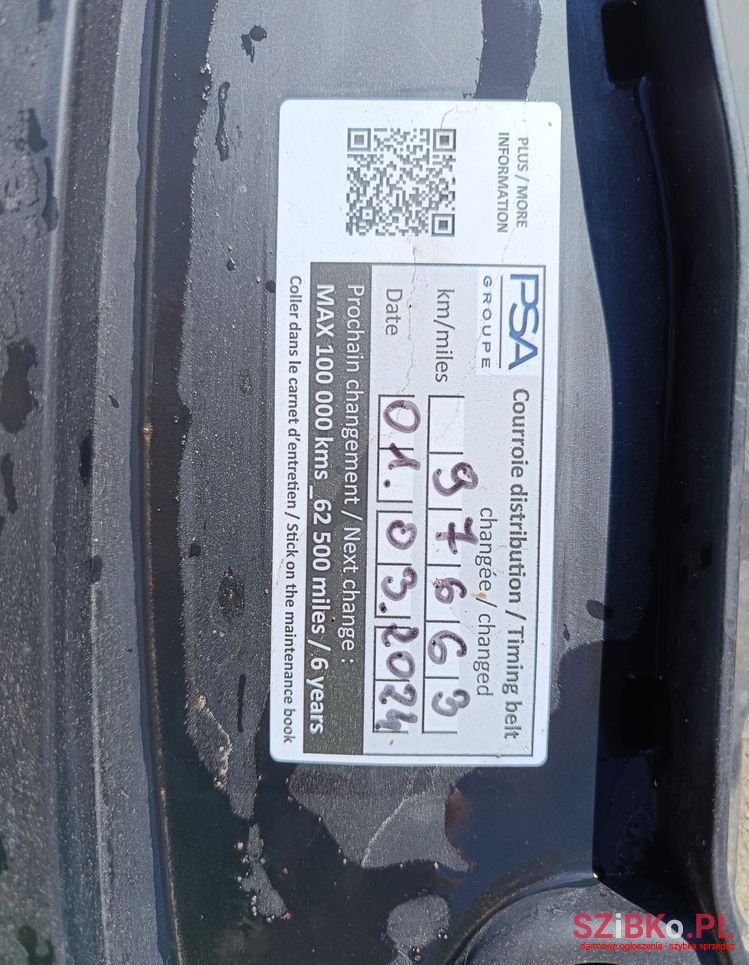 PLUS / MORE
INFORMATION
PSA
GROUPE
Courroie distribution / Timing belt
changée / changed
km/miles 97663
Date 01.03.2024
Prochain changement / Next change :
MAX 100 000 kms _62 500 miles / 6 years
Coller dans le carnet d'entretien / Stick on the maintenance book
SZiBKo.PL
darmowe ogłoszenia - szybka sprzedaż